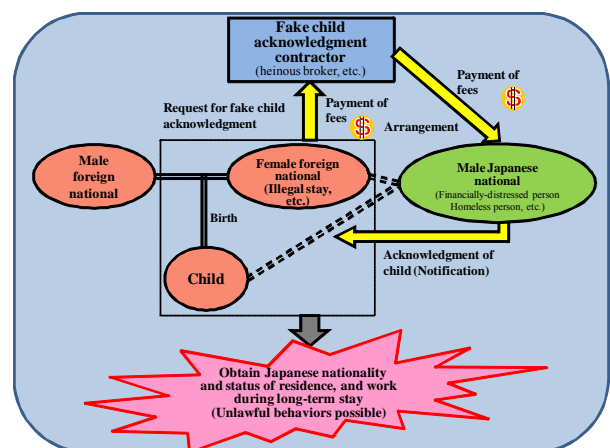 Fake child
acknowledgment
contractor
(heinous broker, etc.)
Payment of
fees
$
Request for fake child
acknowledgment
Payment of
fees
$
Arrangement
Male
foreign
national
Female foreign
national
(Illegal stay,
etc.)
Male Japanese
national
(Financially-distressed person
Homeless person, etc.)
Birth
Child
Acknowledgment of
child (Notification)
Obtain Japanese nationality
and status of residence, and work
during long-term stay
(Unlawful behaviors possible)